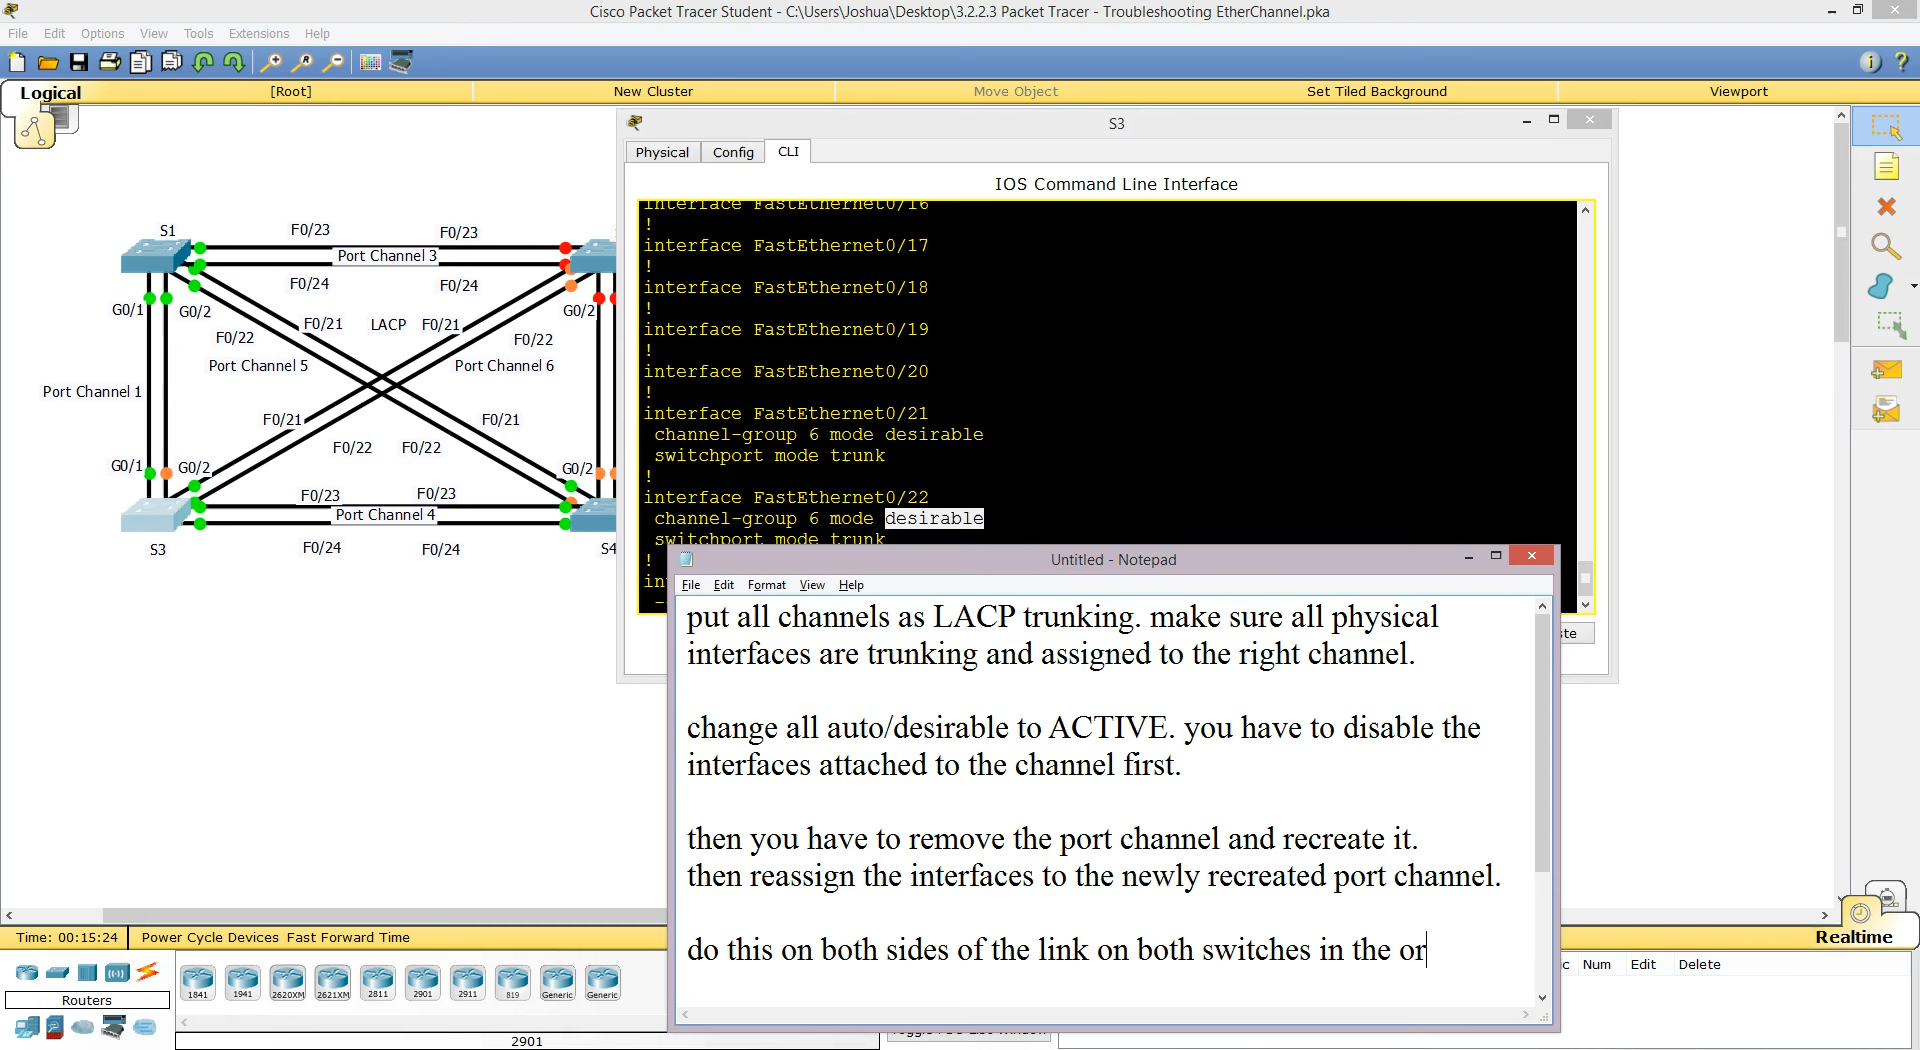 Cisco Packet Tracer Student - C:\Users\Joshua\Desktop\3.2.2.3 Packet Tracer - Troubleshooting EtherChannel.pka
File Edit Options View Tools Extensions Help
Logical [Root] New Cluster Move Object Set Tiled Background Viewport
S3
Physical Config CLI
IOS Command Line Interface
interface FastEthernet0/16
!
interface FastEthernet0/17
!
interface FastEthernet0/18
!
interface FastEthernet0/19
!
interface FastEthernet0/20
!
interface FastEthernet0/21
channel-group 6 mode desirable
switchport mode trunk
!
interface FastEthernet0/22
channel-group 6 mode desirable
switchport mode trunk
!
in
S1
F0/23 F0/23
Port Channel 3
F0/24 F0/24
G0/1 G0/2 G0/2
F0/21 LACP F0/21
F0/22 F0/22
Port Channel 5 Port Channel 6
Port Channel 1
F0/21 F0/21
F0/22 F0/22
G0/1 G0/2 G0/2
F0/23 F0/23
Port Channel 4
S3 F0/24 F0/24 S4
Untitled - Notepad
File Edit Format View Help
put all channels as LACP trunking. make sure all physical
interfaces are trunking and assigned to the right channel.
change all auto/desirable to ACTIVE. you have to disable the
interfaces attached to the channel first.
then you have to remove the port channel and recreate it.
then reassign the interfaces to the newly recreated port channel.
do this on both sides of the link on both switches in the or
Time: 00:15:24 Power Cycle Devices Fast Forward Time
Realtime
Routers
1841 1941 2620XM 2621XM 2811 2901 2911 819 Generic Generic
2901
Num Edit Delete